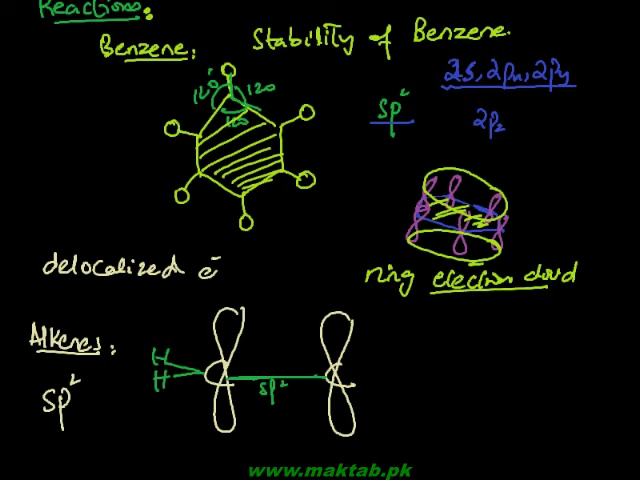 Reactions:
Benzene: Stability of Benzene.
120° 120
120
sp² 2s, 2px, 2py
2pz
delocalized e⁻
ring electron cloud
Alkenes:
H
H C C
sp²
sp²
www.maktab.pk